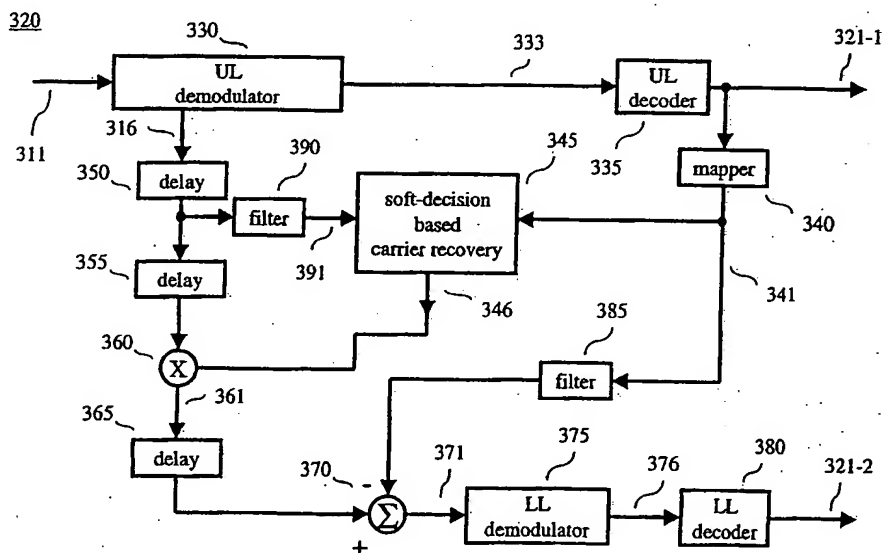 320
330
333
321-1
UL
demodulator
UL
decoder
311
316
335
350
delay
390
filter
391
345
soft-decision
based
carrier recovery
346
mapper
340
341
355
delay
360
X
361
385
filter
365
delay
370
-
Σ
+
371
375
LL
demodulator
376
380
LL
decoder
321-2